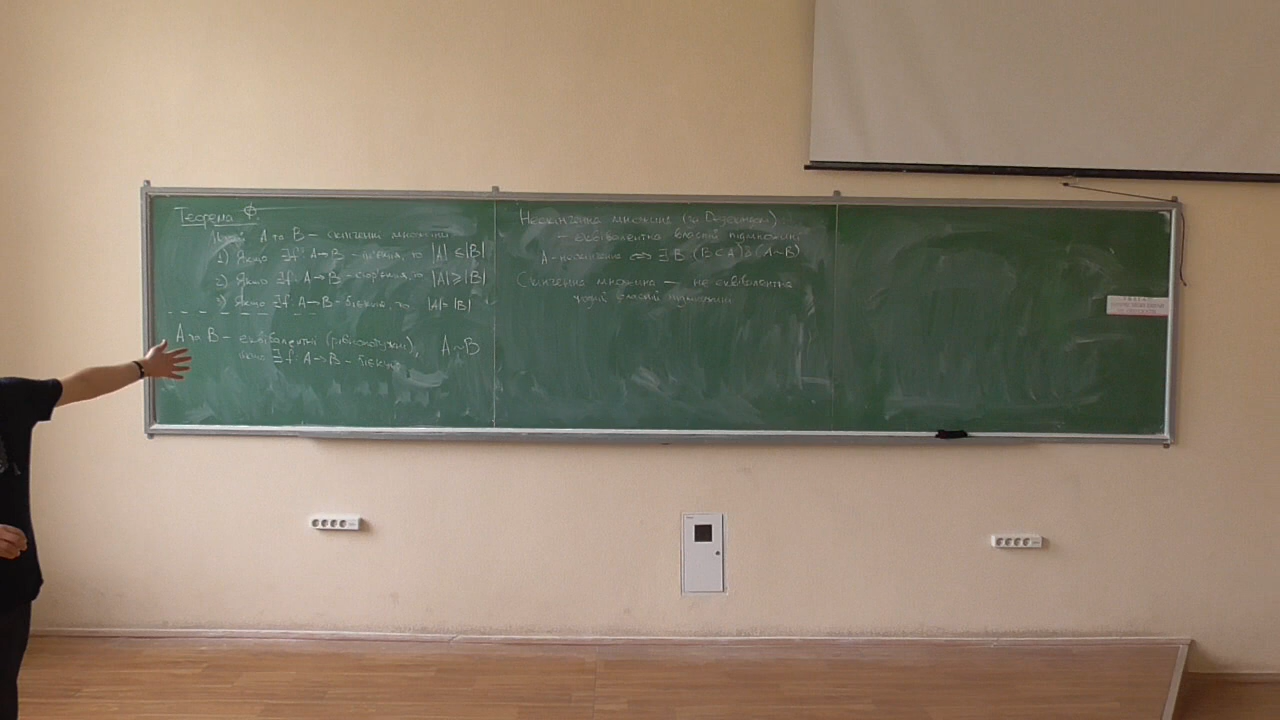 Теорема Ф.
Нехай A та B – скінченні множини
1) Якщо ∃f: A→B – ін'єкція, то |A| ≤ |B|
2) Якщо ∃f: A→B – сюр'єкція, то |A| ≥ |B|
3) Якщо ∃f: A→B – бієкція, то |A| = |B|
A та B – еквівалентні (рівнопотужні),
якщо ∃f: A→B – бієкція, A~B
Нескінченна множина (за Дедекіндом)
– еквівалентна власній підмножині
A – нескінченна ⇔ ∃B (B⊂A)&(A~B)
Скінченна множина – не еквівалентна
жодній власній підмножині